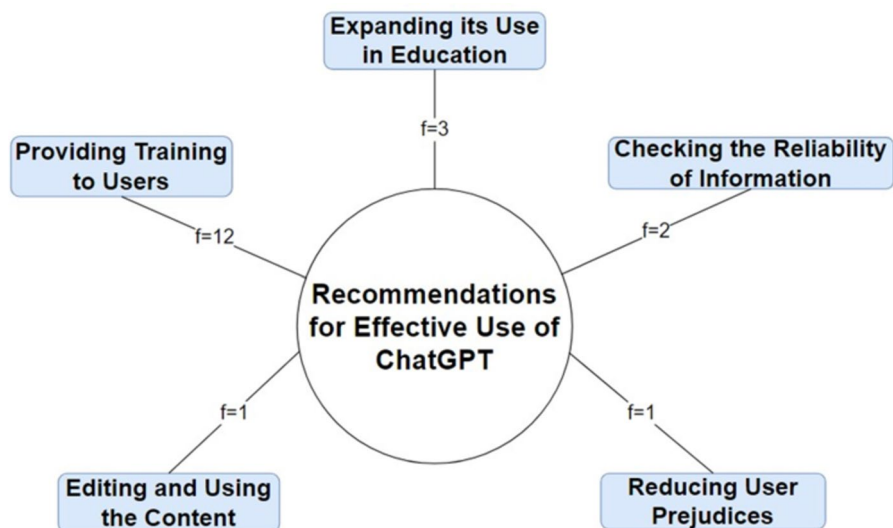 Expanding its Use
in Education
f=3
Providing Training
to Users
f=12
Checking the Reliability
of Information
f=2
Recommendations
for Effective Use of
ChatGPT
f=1
Editing and Using
the Content
f=1
Reducing User
Prejudices